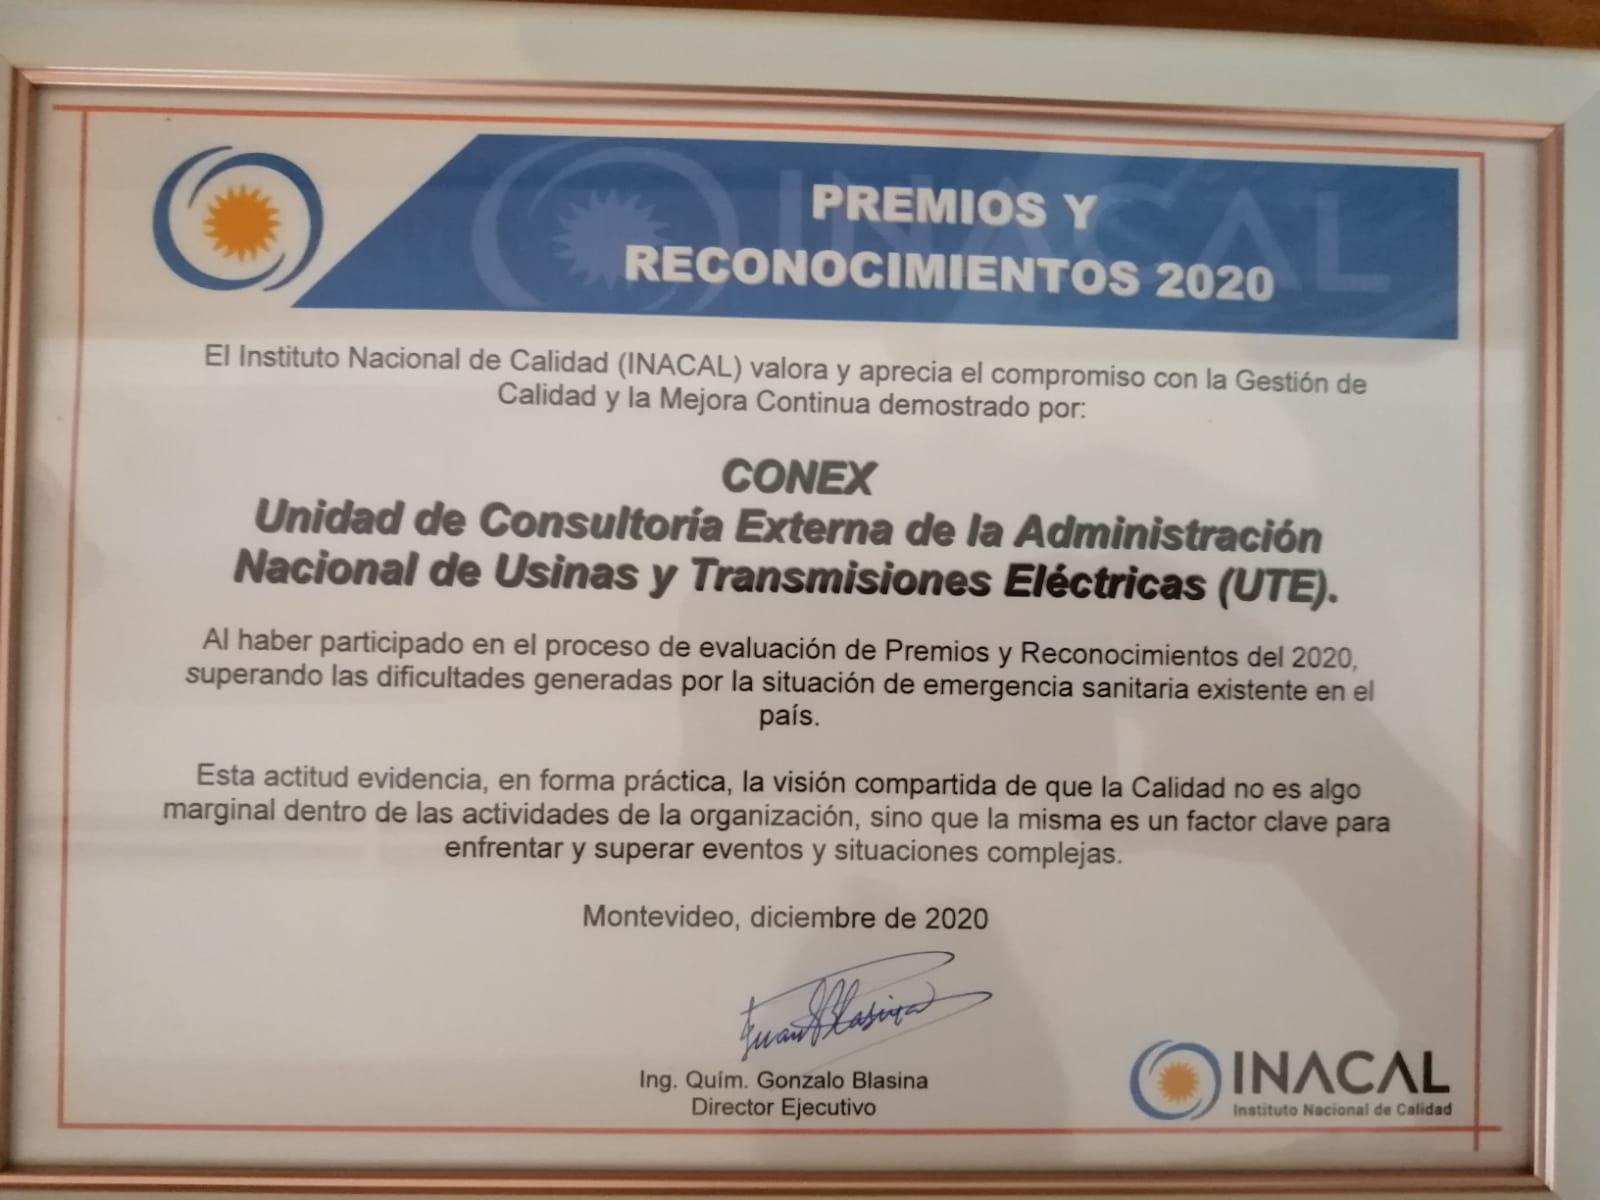 PREMIOS Y
RECONOCIMIENTOS 2020
INACAL
El Instituto Nacional de Calidad (INACAL) valora y aprecia el compromiso con la Gestión de
Calidad y la Mejora Continua demostrado por:
CONEX
Unidad de Consultoría Externa de la Administración
Nacional de Usinas y Transmisiones Eléctricas (UTE).
Al haber participado en el proceso de evaluación de Premios y Reconocimientos del 2020,
superando las dificultades generadas por la situación de emergencia sanitaria existente en el
país.
Esta actitud evidencia, en forma práctica, la visión compartida de que la Calidad no es algo
marginal dentro de las actividades de la organización, sino que la misma es un factor clave para
enfrentar y superar eventos y situaciones complejas.
Montevideo, diciembre de 2020
Ing. Quím. Gonzalo Blasina
Director Ejecutivo
INACAL
Instituto Nacional de Calidad